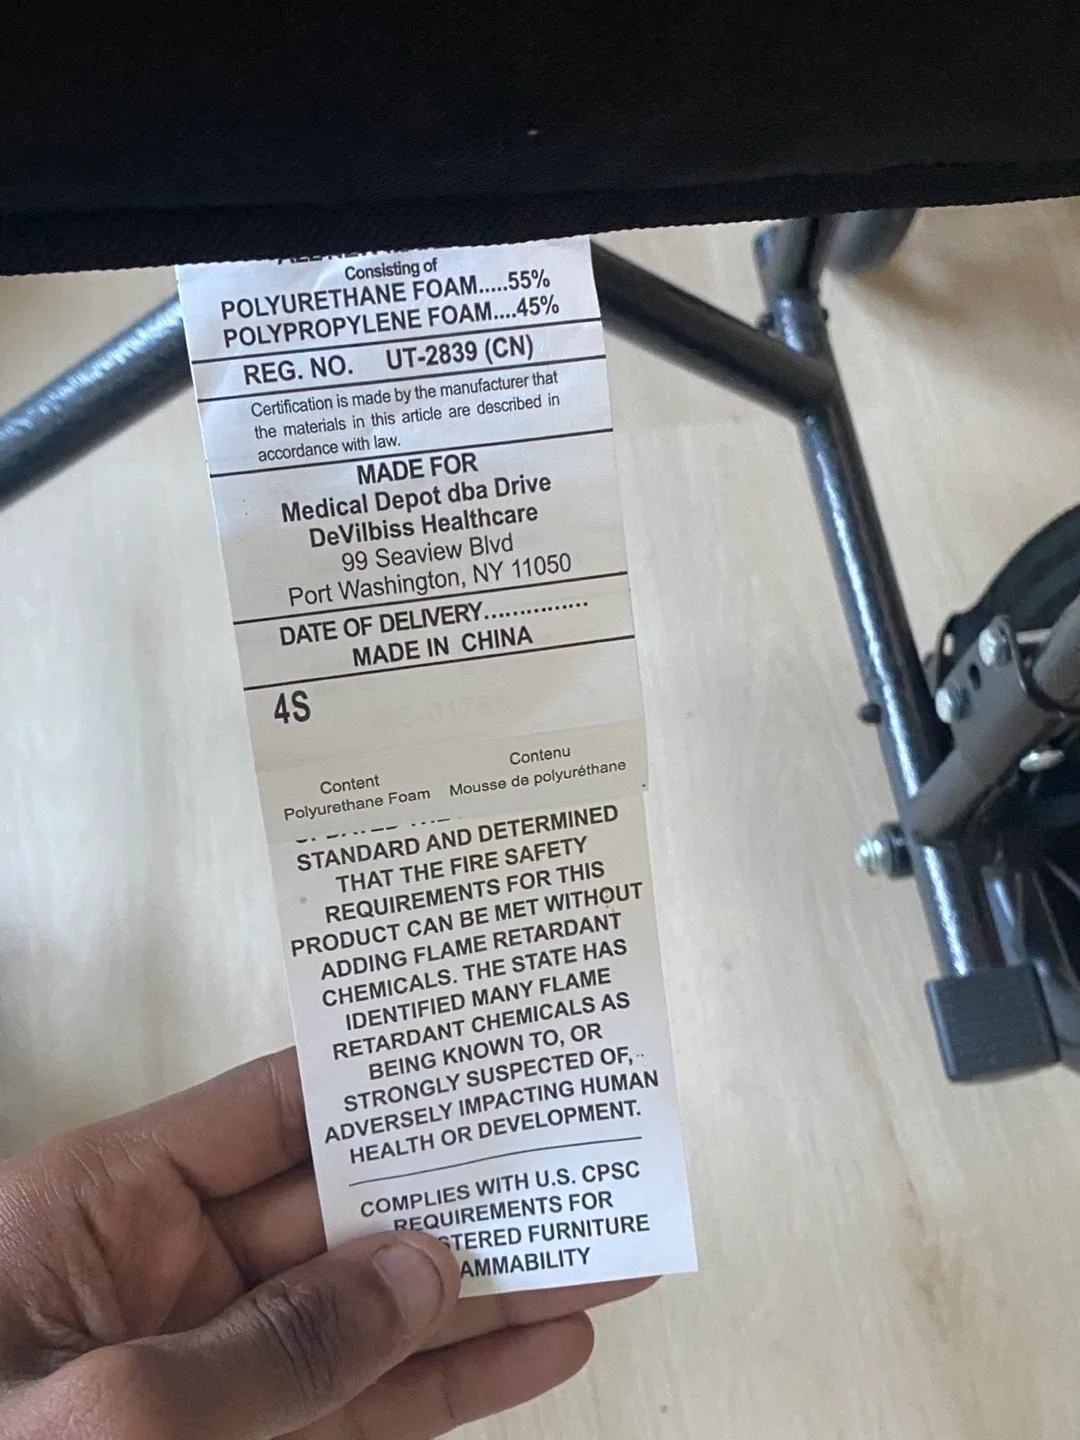 Consisting of
POLYURETHANE FOAM.....55%
POLYPROPYLENE FOAM....45%
REG. NO. UT-2839 (CN)
Certification is made by the manufacturer that
the materials in this article are described in
accordance with law.
MADE FOR
Medical Depot dba Drive
DeVilbiss Healthcare
99 Seaview Blvd
Port Washington, NY 11050
DATE OF DELIVERY...............
MADE IN CHINA
4S
Content
Polyurethane Foam
Contenu
Mousse de polyuréthane
STANDARD AND DETERMINED
THAT THE FIRE SAFETY
REQUIREMENTS FOR THIS
PRODUCT CAN BE MET WITHOUT
ADDING FLAME RETARDANT
CHEMICALS. THE STATE HAS
IDENTIFIED MANY FLAME
RETARDANT CHEMICALS AS
BEING KNOWN TO, OR
STRONGLY SUSPECTED OF,
ADVERSELY IMPACTING HUMAN
HEALTH OR DEVELOPMENT.
COMPLIES WITH U.S. CPSC
REQUIREMENTS FOR
STERED FURNITURE
AMMABILITY